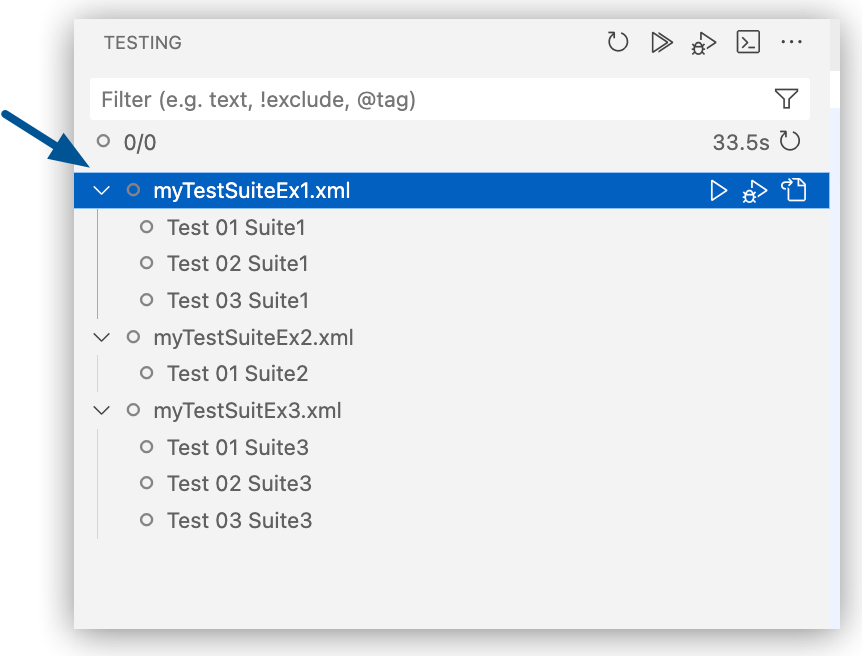 TESTING
Filter (e.g. text, !exclude, @tag)
0/0 33.5s
myTestSuiteEx1.xml
Test 01 Suite1
Test 02 Suite1
Test 03 Suite1
myTestSuiteEx2.xml
Test 01 Suite2
myTestSuitEx3.xml
Test 01 Suite3
Test 02 Suite3
Test 03 Suite3